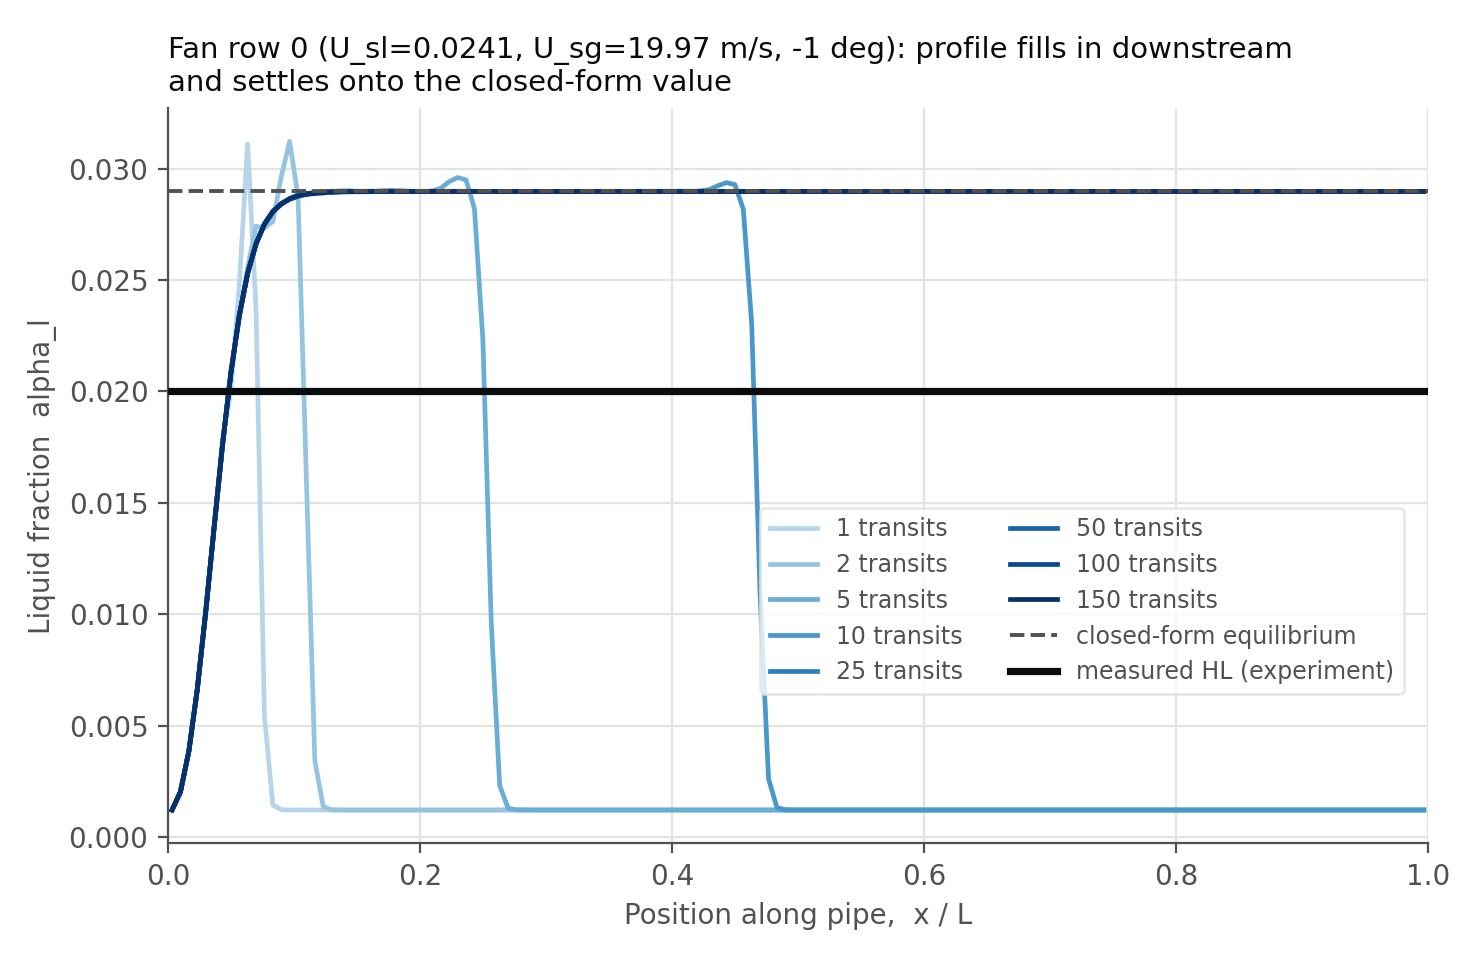 Fan row 0 (U_sl=0.0241, U_sg=19.97 m/s, -1 deg): profile fills in downstream
and settles onto the closed-form value
Liquid fraction  alpha_l
0.030
0.025
0.020
0.015
0.010
0.005
0.000
1 transits
2 transits
5 transits
10 transits
25 transits
50 transits
100 transits
150 transits
closed-form equilibrium
measured HL (experiment)
0.0
0.2
0.4
0.6
0.8
1.0
Position along pipe,  x / L